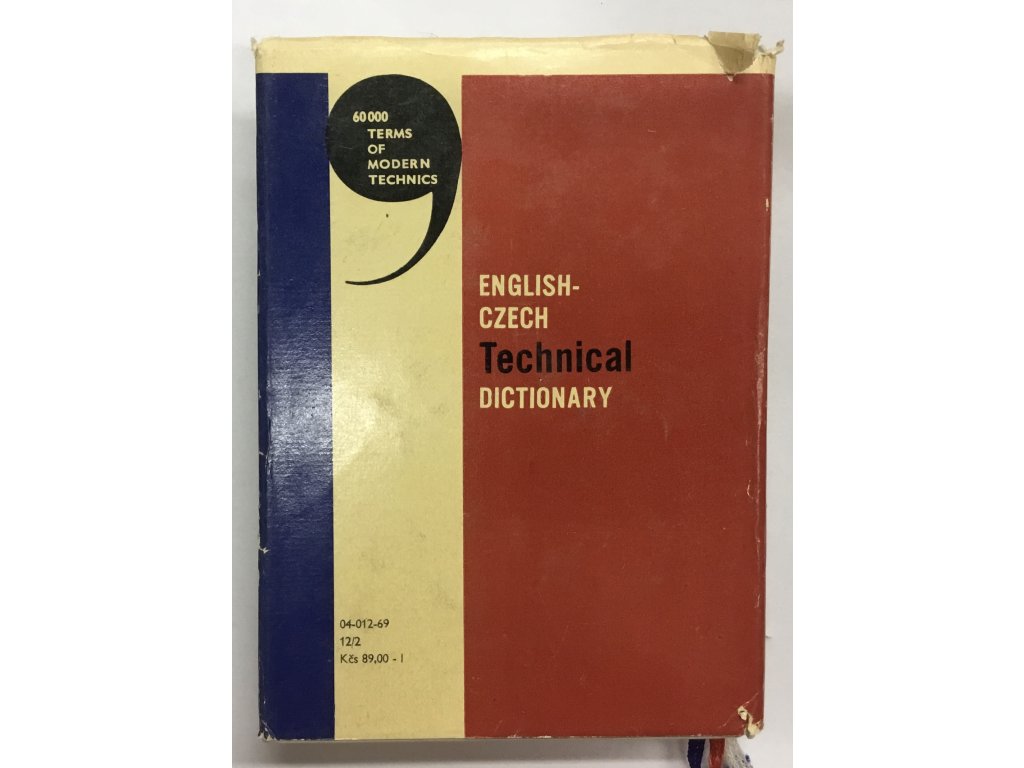 60 000
TERMS
OF
MODERN
TECHNICS
ENGLISH-
CZECH
Technical
DICTIONARY
04-012-69
12/2
Kčs 89,00 - I